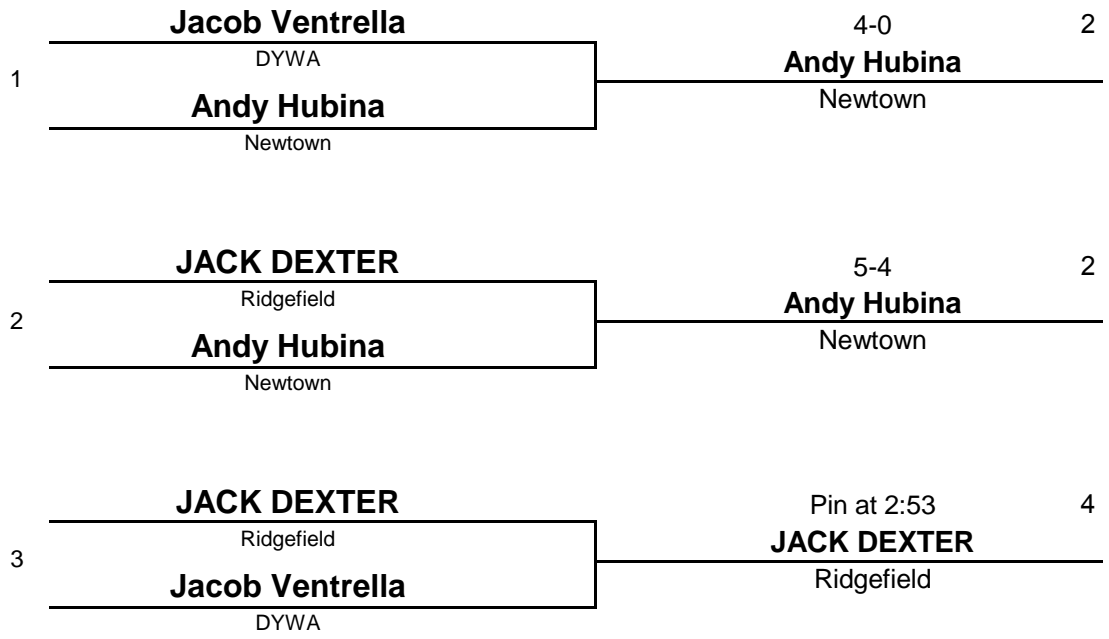 Jacob Ventrella
4-0
2
DYWA
Andy Hubina
1
Andy Hubina
Newtown
Newtown
JACK DEXTER
5-4
2
Ridgefield
Andy Hubina
2
Andy Hubina
Newtown
Newtown
JACK DEXTER
Pin at 2:53
4
Ridgefield
JACK DEXTER
3
Jacob Ventrella
Ridgefield
DYWA